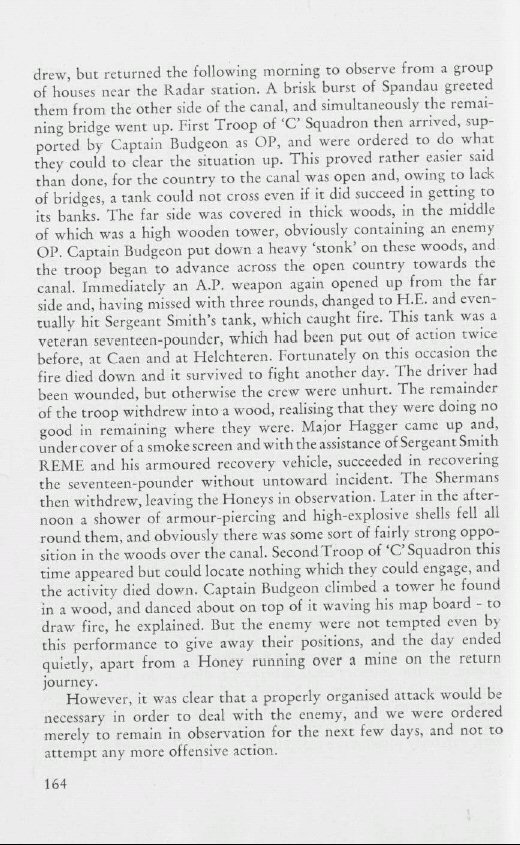 drew, but returned the following morning to observe from a group
of houses near the Radar station. A brisk burst of Spandau greeted
them from the other side of the canal, and simultaneously the remai-
ning bridge went up. First Troop of ‘C’ Squadron then arrived, sup-
ported by Captain Budgeon as OP, and were ordered to do what
they could to clear the situation up. This proved rather easier said
than done, for the country to the canal was open and, owing to lack
of bridges, a tank could not cross even if it did succeed in getting to
its banks. The far side was covered in thick woods, in the middle
of which was a high wooden tower, obviously containing an enemy
OP. Captain Budgeon put down a heavy ‘stonk’ on these woods, and
the troop began to advance across the open country towards the
canal. Immediately an A.P. weapon again opened up from the far
side and, having missed with three rounds, changed to H.E. and even-
tually hit Sergeant Smith’s tank, which caught fire. This tank was a
veteran seventeen-pounder, which had been put out of action twice
before, at Caen and at Helchteren. Fortunately on this occasion the
fire died down and it survived to fight another day. The driver had
been wounded, but otherwise the crew were unhurt. The remainder
of the troop withdrew into a wood, realising that they were doing no
good in remaining where they were. Major Hagger came up and,
under cover of a smoke screen and with the assistance of Sergeant Smith
REME and his armoured recovery vehicle, succeeded in recovering
the seventeen-pounder without untoward incident. The Shermans
then withdrew, leaving the Honeys in observation. Later in the after-
noon a shower of armour-piercing and high-explosive shells fell all
round them, and obviously there was some sort of fairly strong oppo-
sition in the woods over the canal. Second Troop of ‘C’ Squadron this
time appeared but could locate nothing which they could engage, and
the activity died down. Captain Budgeon climbed a tower he found
in a wood, and danced about on top of it waving his map board - to
draw fire, he explained. But the enemy were not tempted even by
this performance to give away their positions, and the day ended
quietly, apart from a Honey running over a mine on the return
journey.
However, it was clear that a properly organised attack would be
necessary in order to deal with the enemy, and we were ordered
merely to remain in observation for the next few days, and not to
attempt any more offensive action.
164